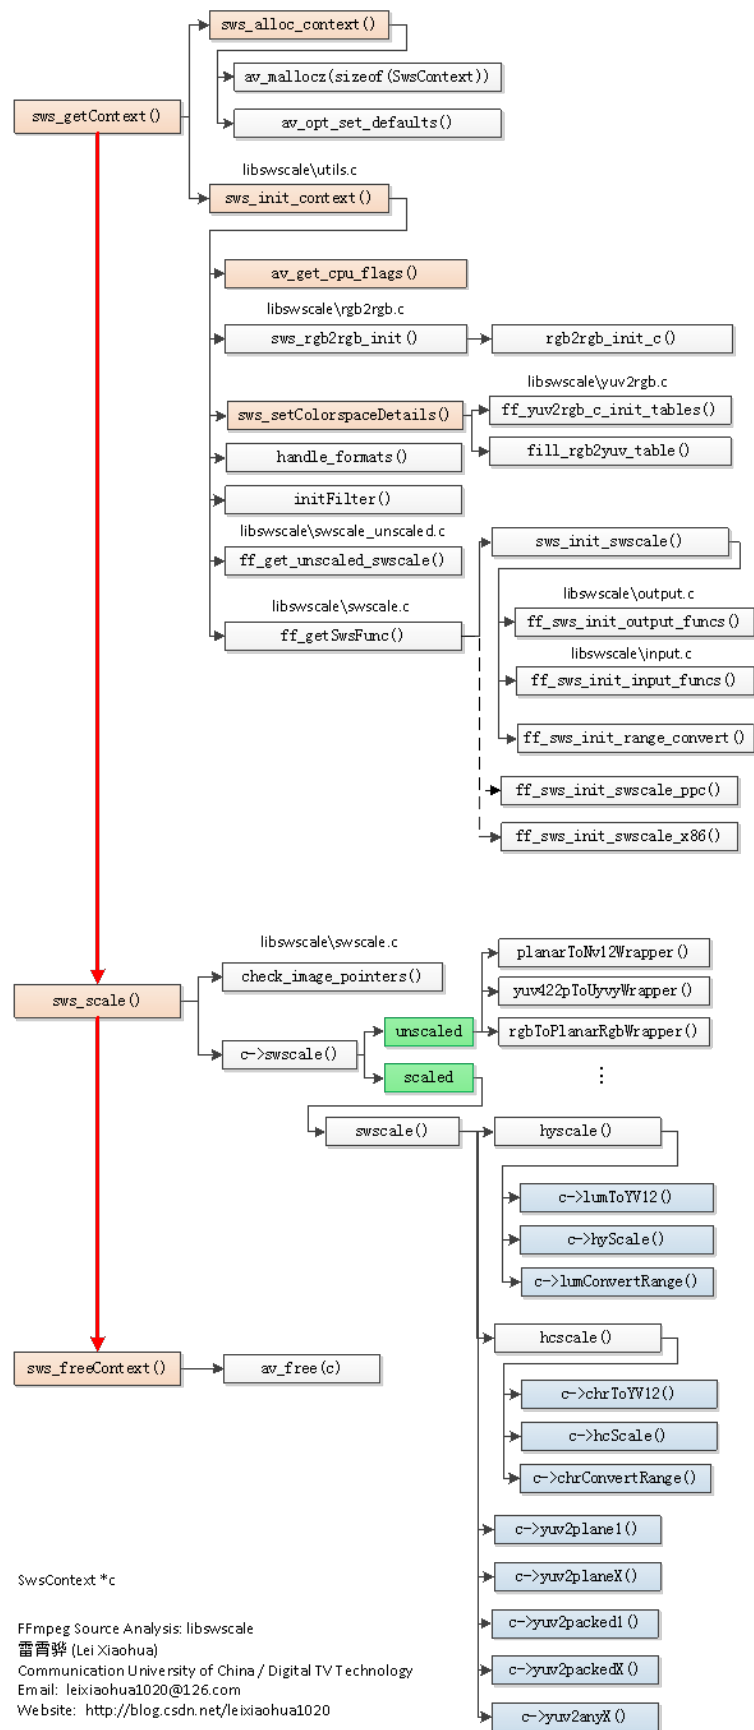 sws_alloc_context()
av_mallocz(sizeof(SwsContext))
sws_getContext()
av_opt_set_defaults()
libswscale\utils.c
sws_init_context()
av_get_cpu_flags()
libswscale\rgb2rgb.c
sws_rgb2rgb_init()
rgb2rgb_init_c()
libswscale\yuv2rgb.c
sws_setColorspaceDetails()
ff_yuv2rgb_c_init_tables()
handle_formats()
fill_rgb2yuv_table()
initFilter()
libswscale\swscale_unscaled.c
ff_get_unscaled_swscale()
sws_init_swscale()
libswscale\swscale.c
ff_getSwsFunc()
libswscale\output.c
ff_sws_init_output_funcs()
libswscale\input.c
ff_sws_init_input_funcs()
ff_sws_init_range_convert()
ff_sws_init_swscale_ppc()
ff_sws_init_swscale_x86()
libswscale\swscale.c
planarToNv12Wrapper()
check_image_pointers()
sws_scale()
yuv422pToUyvyWrapper()
unscaled
rgbToPlanarRgbWrapper()
c->swscale()
scaled
⋮
swscale()
hyscale()
c->lumToYV12()
c->hyScale()
c->lumConvertRange()
hcscale()
sws_freeContext()
av_free(c)
c->chrToYV12()
c->hcScale()
c->chrConvertRange()
c->yuv2plane1()
c->yuv2planeX()
c->yuv2packed1()
c->yuv2packedX()
c->yuv2anyX()
SwsContext *c
FFmpeg Source Analysis: libswscale
雷霄骅 (Lei Xiaohua)
Communication University of China / Digital TV Technology
Email: leixiaohua1020@126.com
Website: http://blog.csdn.net/leixiaohua1020